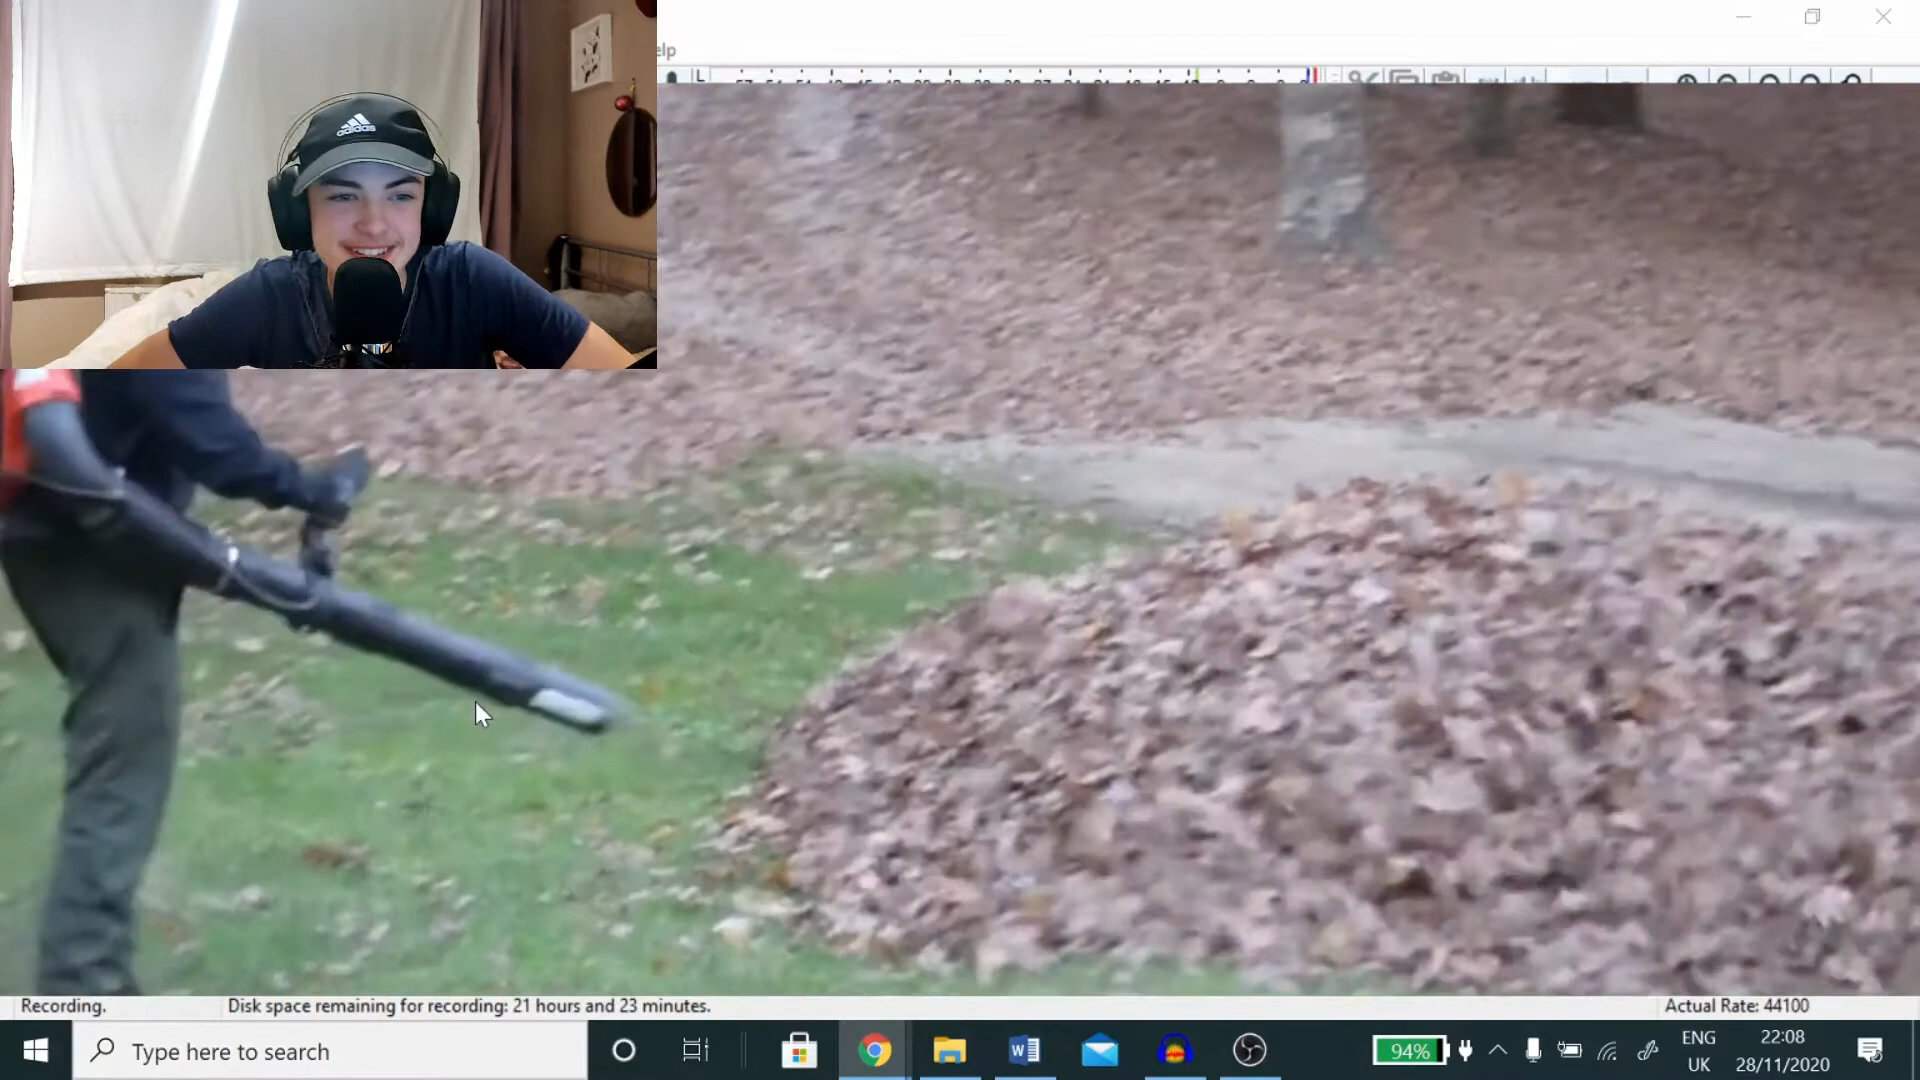 adidas
elp
Recording. Disk space remaining for recording: 21 hours and 23 minutes. Actual Rate: 44100
Type here to search
94%
ENG
UK
22:08
28/11/2020